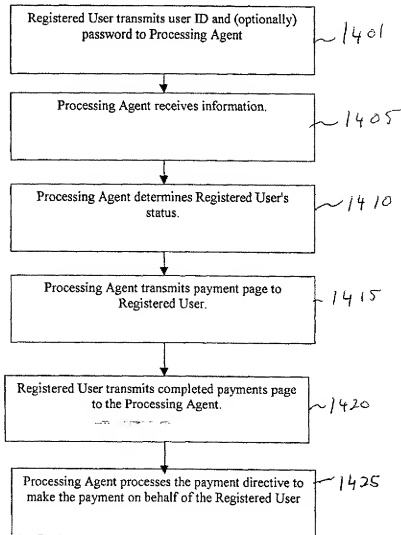 Registered User transmits user ID and (optionally)
password to Processing Agent
1401
Processing Agent receives information.
1405
Processing Agent determines Registered User's
status.
1410
Processing Agent transmits payment page to
Registered User.
1415
Registered User transmits completed payments page
to the Processing Agent.
1420
Processing Agent processes the payment directive to
make the payment on behalf of the Registered User
1425